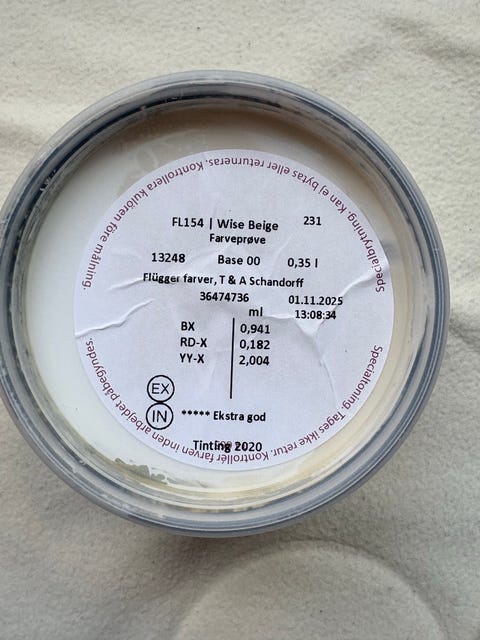 Specialbrytning. Kan ej bytas eller returneras. Kontrollera kulören före målning.
FL154 | Wise Beige 231
Farveprøve
13248 Base 00 0,35 l
Flügger farver, T & A Schandorff
36474736 01.11.2025
ml 13:08:34
BX 0,941
RD-X 0,182
YY-X 2,004
EX
IN
***** Ekstra god
Tinting 2020
Specialtoning. Tages ikke retur. Kontrollér farven inden arbejdet påbegyndes.